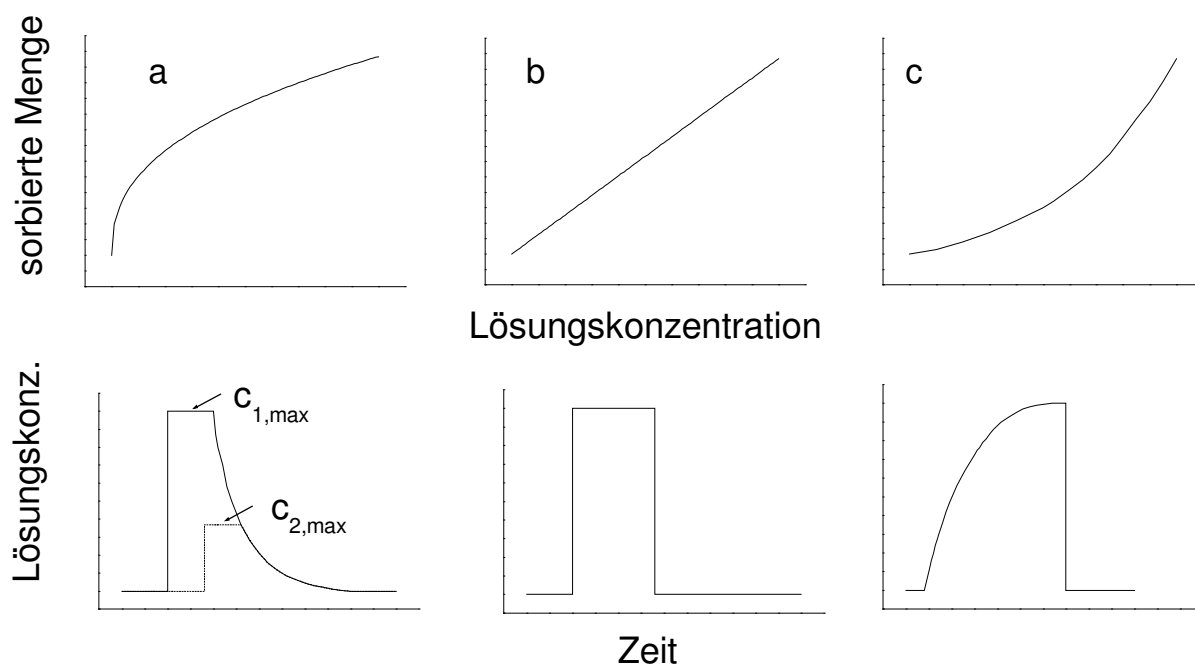 sorbierte Menge
a
b
c
Lösungskonzentration
Lösungskonz.
c1,max
c2,max
Zeit